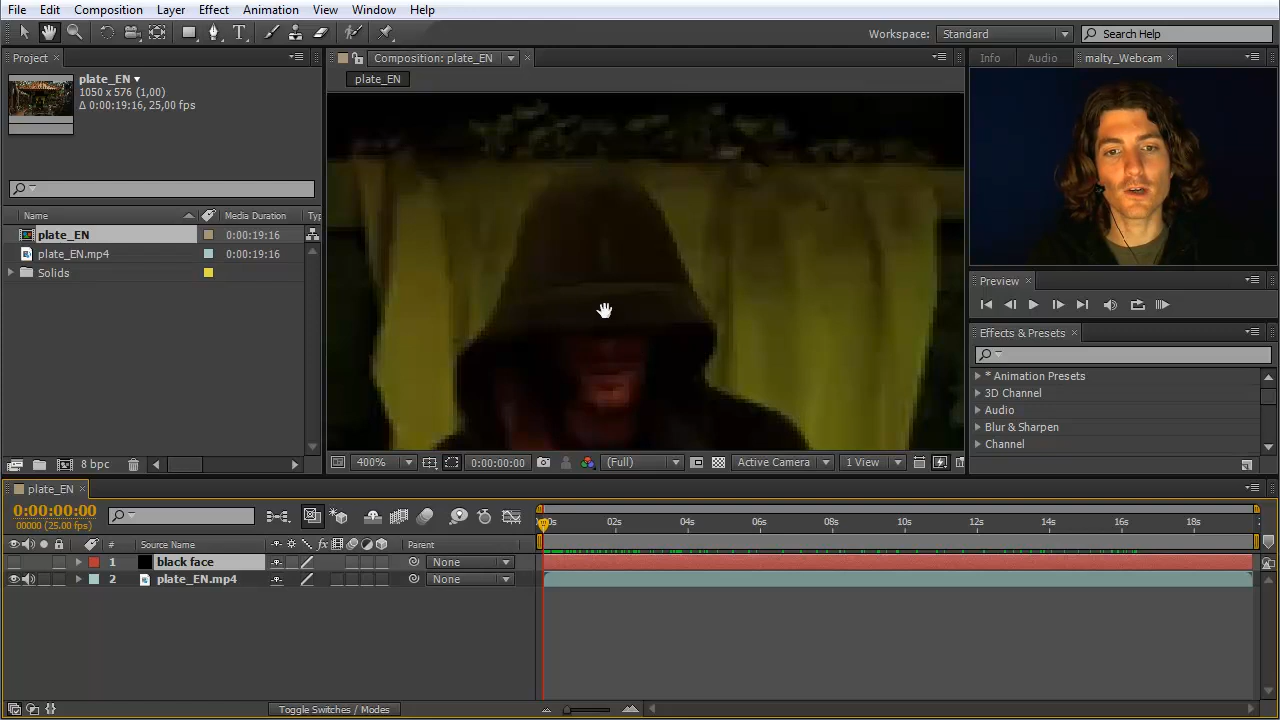 File Edit Composition Layer Effect Animation View Window Help
Workspace: Standard Search Help
Project Composition: plate_EN Info Audio malty_Webcam
plate_EN
1050 x 576 (1,00)
Δ 0:00:19:16, 25,00 fps
plate_EN
Name Media Duration Ty
plate_EN 0:00:19:16
plate_EN.mp4 0:00:19:16
Solids
Preview
Effects & Presets
* Animation Presets
3D Channel
Audio
Blur & Sharpen
Channel
8 bpc
400% 0:00:00:00 (Full) Active Camera 1 View
plate_EN
0:00:00:00
00000 (25.00 fps)
0s 02s 04s 06s 08s 10s 12s 14s 16s 18s
# Source Name fx Parent
1 black face None
2 plate_EN.mp4 None
Toggle Switches / Modes